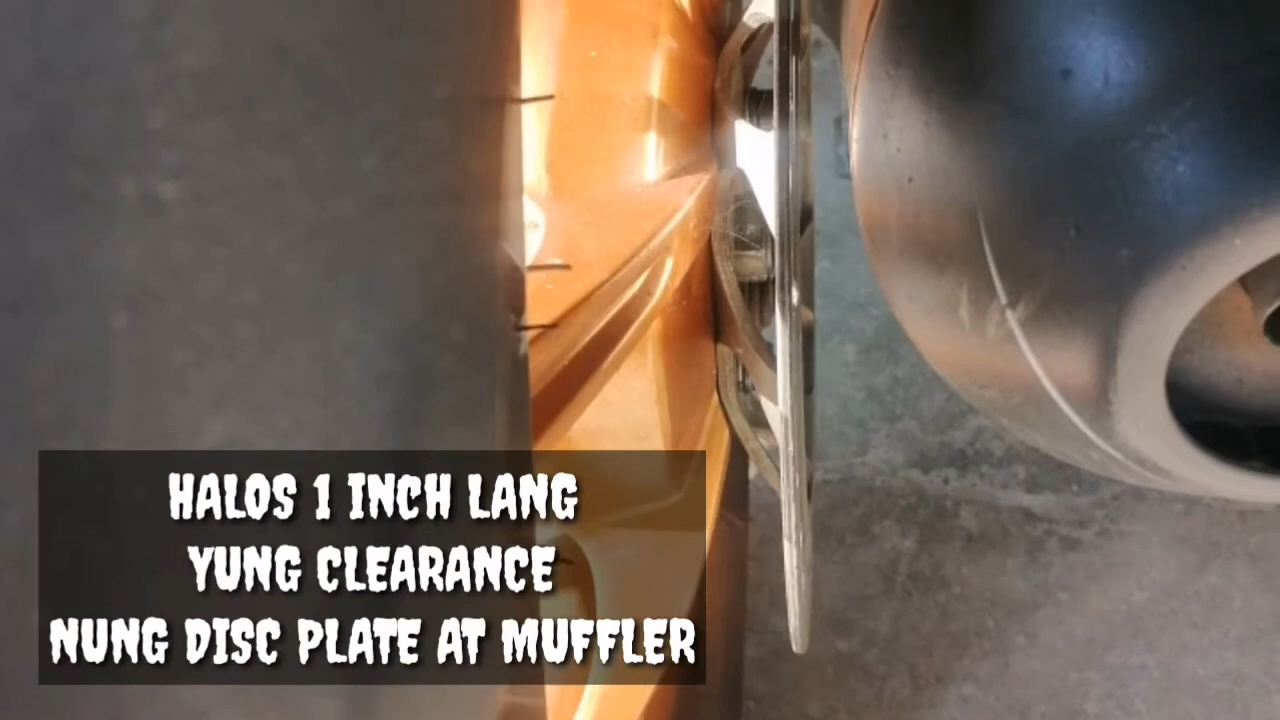 HALOS 1 INCH LANG
YUNG CLEARANCE
NUNG DISC PLATE AT MUFFLER